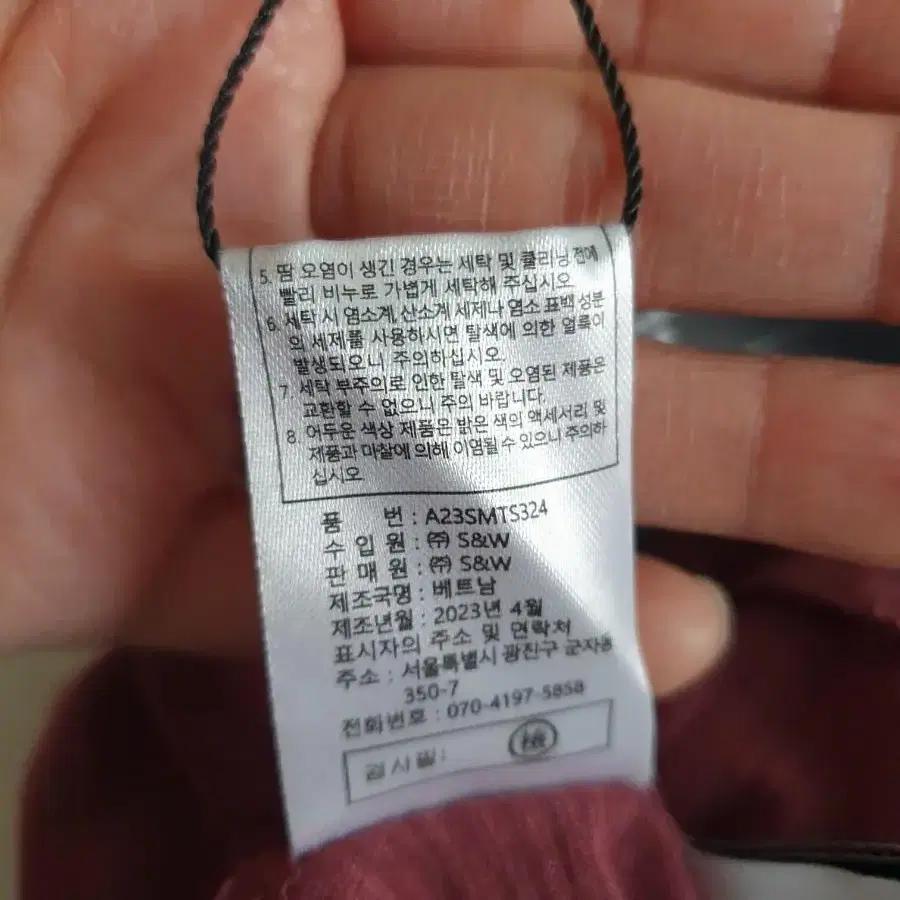 5. 땀 오염이 생긴 경우는 세탁 및 클리닝 전에
빨리 비누로 가볍게 세탁해 주십시오
6. 세탁 시 염소계, 산소계 세제나 염소 표백 성분
의 세제품 사용하시면 탈색에 의한 얼룩이
발생되오니 주의하십시오.
7. 세탁 부주의로 인한 탈색 및 오염된 제품은
교환할 수 없으니 주의 바랍니다.
8. 어두운 색상 제품은 밝은 색의 액세서리 및
제품과 마찰에 의해 이염될 수 있으니 주의하
십시오
품 번 : A23SMTS324
수 입 원 : ㈜ S&W
판 매 원 : ㈜ S&W
제조국명 : 베트남
제조년월 : 2023년 4월
표시자의 주소 및 연락처
주소 : 서울특별시 광진구 군자동
350-7
전화번호 : 070-4197-5858
검사필: